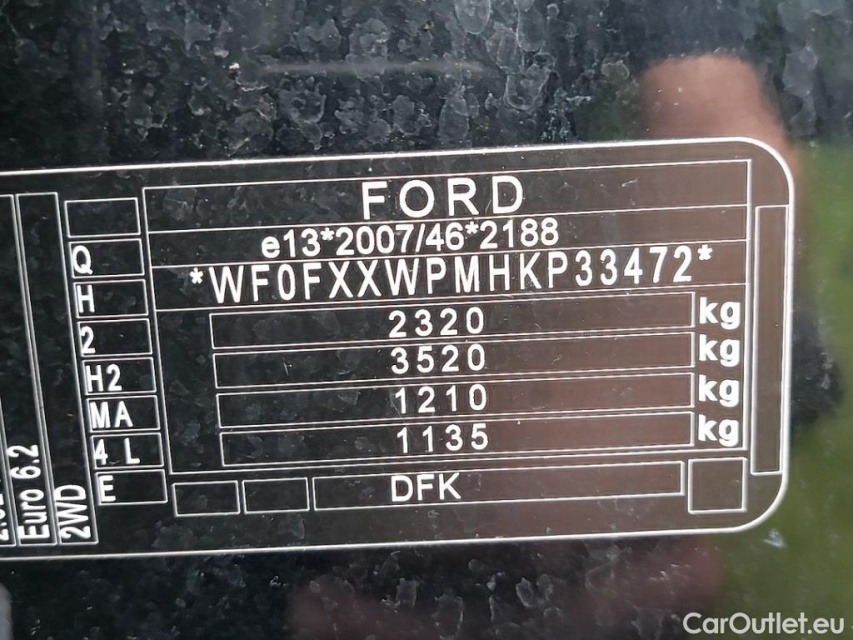 FORD
e13*2007/46*2188
*WF0FXXWPMHKP33472*
2320 kg
3520 kg
1210 kg
1135 kg
DFK
Q
H
2
H2
MA
4 L
E
Euro 6.2
2WD
CarOutlet.eu